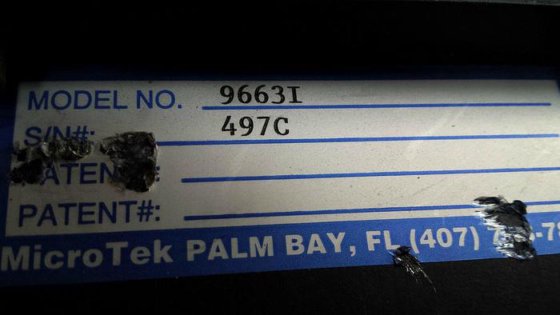 MODEL NO. 9663I
S/N#: 497C
PATENT#:
MicroTek PALM BAY, FL (407)